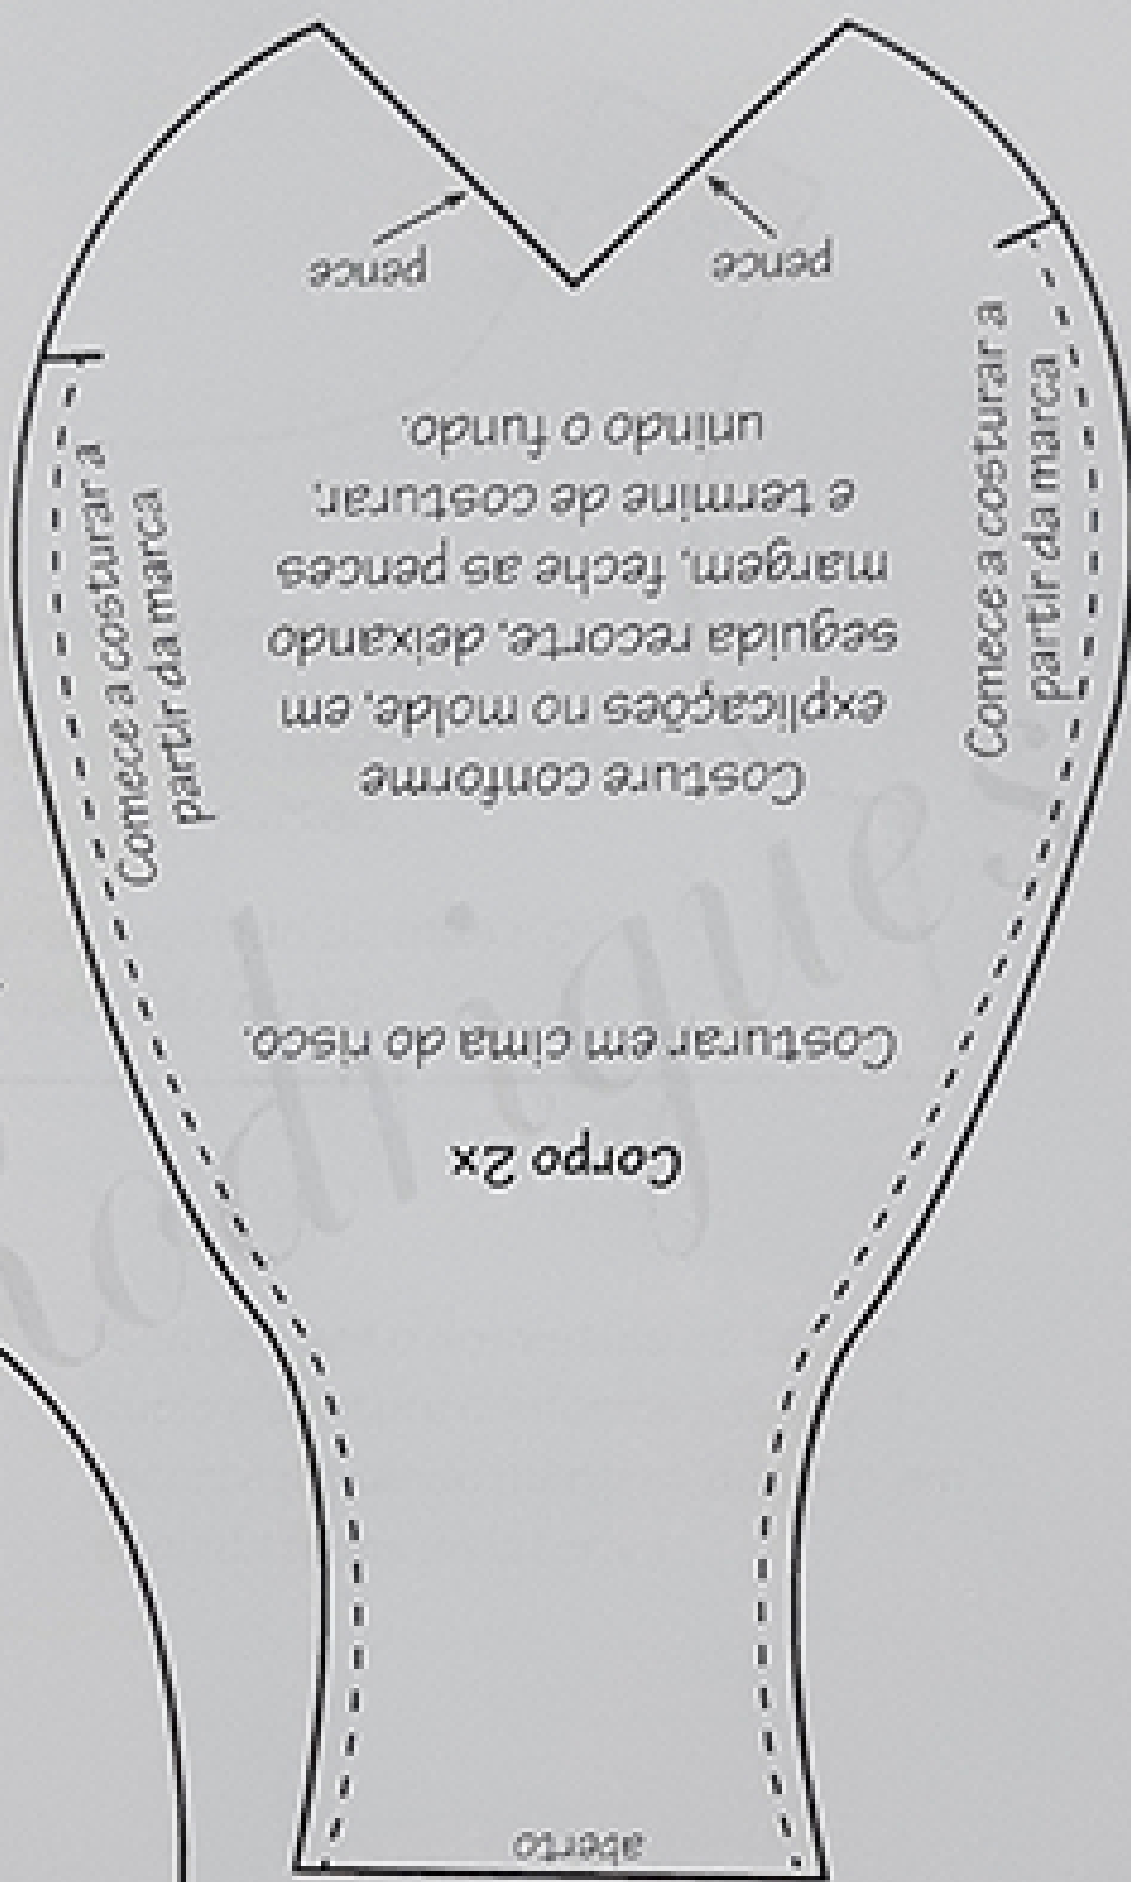 aberto
Corpo 2x
Costurar em cima do risco.
Costure conforme
explicações no molde, em
seguida recorte, deixando
margem, feche as pences
e termine de costurar,
unindo o fundo.
Comece a costurar a
partir da marca
Comece a costurar a
partir da marca
pence
pence